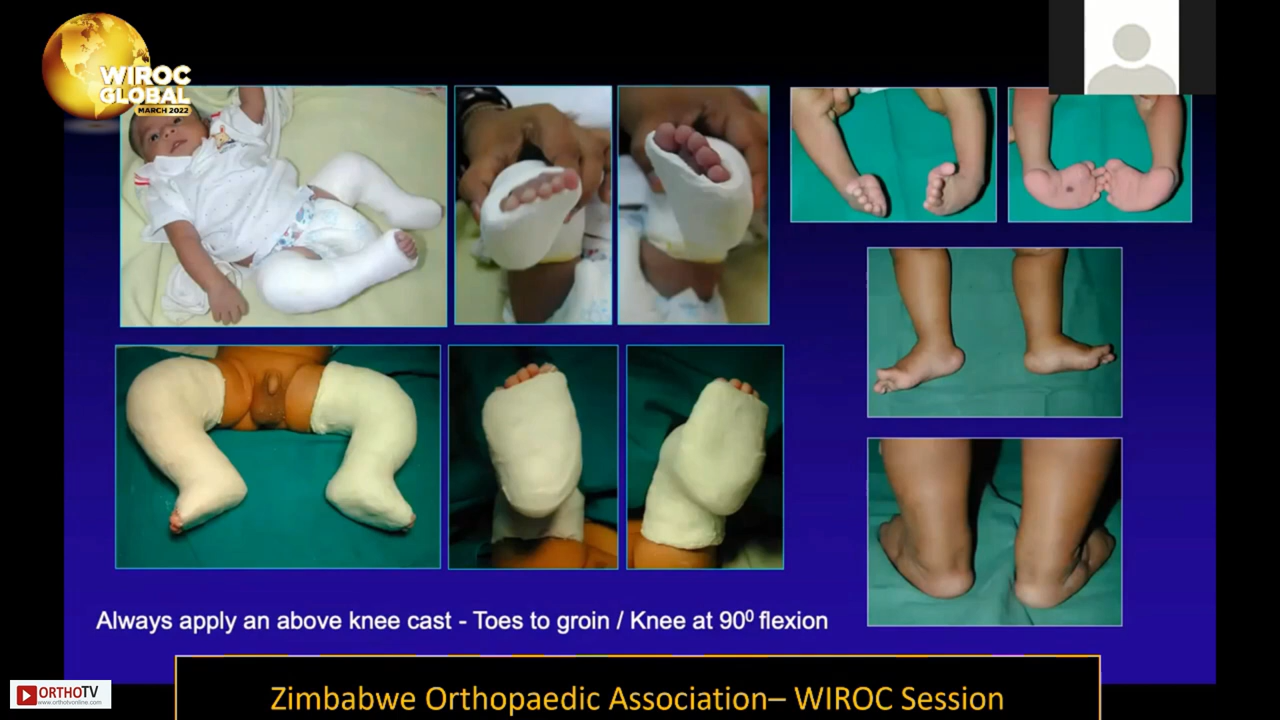 WIROC
GLOBAL
MARCH 2022
Always apply an above knee cast - Toes to groin / Knee at 90⁰ flexion
Zimbabwe Orthopaedic Association– WIROC Session
ORTHOTV
www.orthotvonline.com